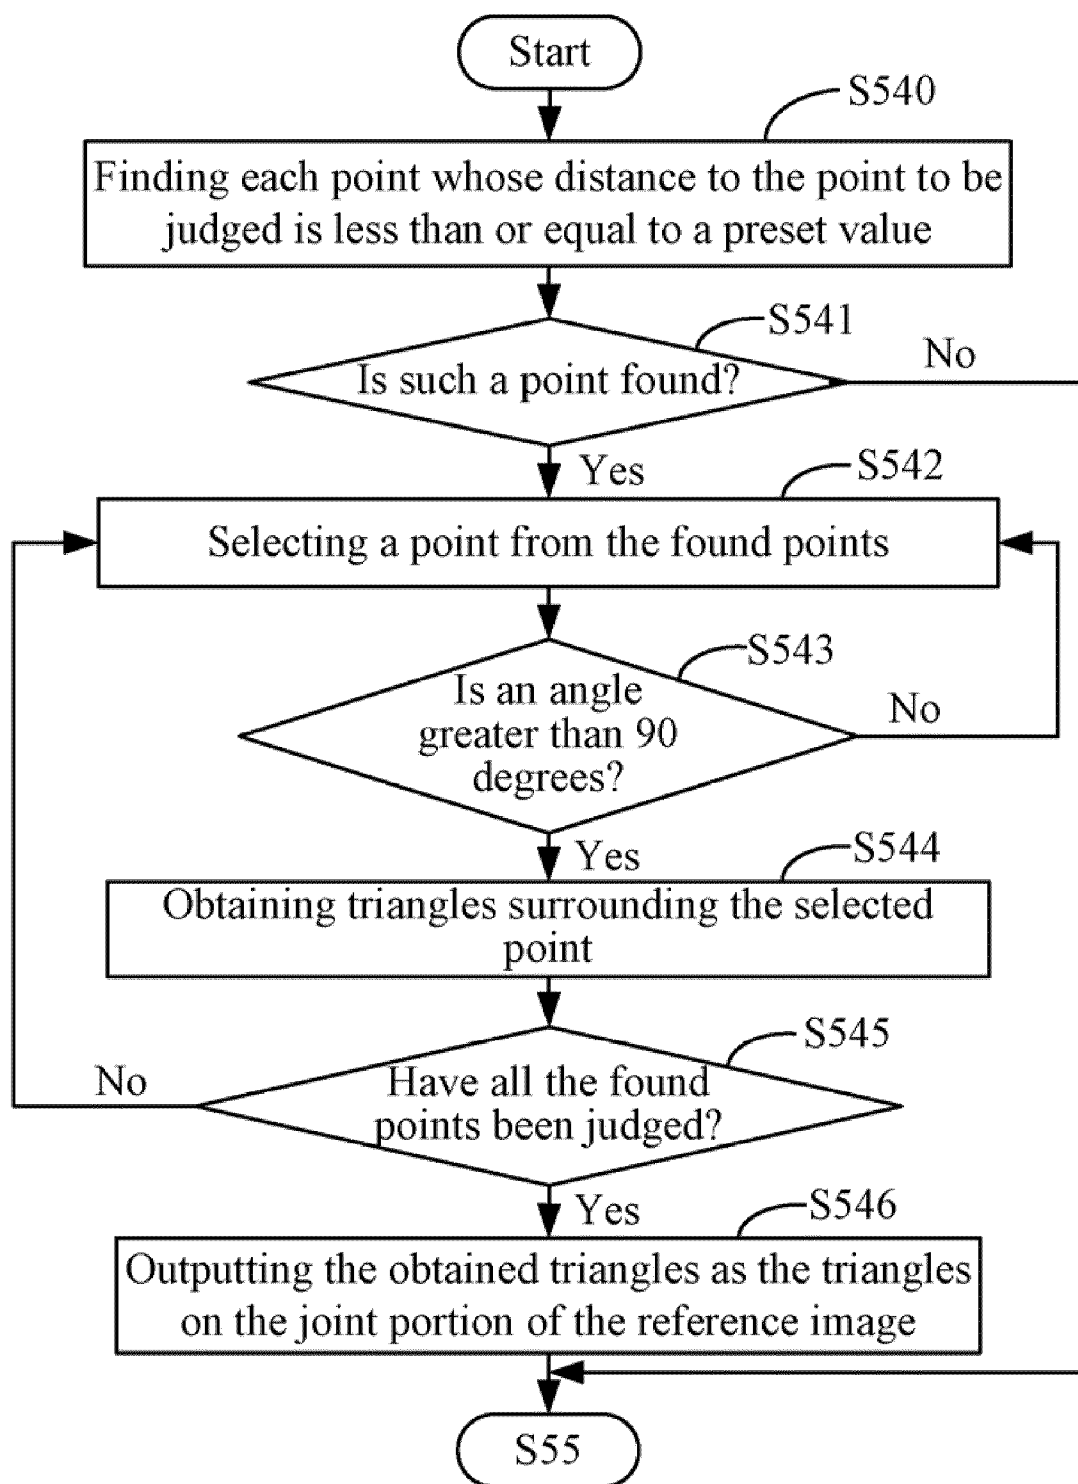 Start
S540
Finding each point whose distance to the point to be
judged is less than or equal to a preset value
S541
Is such a point found?
No
Yes
S542
Selecting a point from the found points
S543
Is an angle
greater than 90
degrees?
No
Yes
S544
Obtaining triangles surrounding the selected
point
S545
Have all the found
points been judged?
No
Yes
S546
Outputting the obtained triangles as the triangles
on the joint portion of the reference image
S55